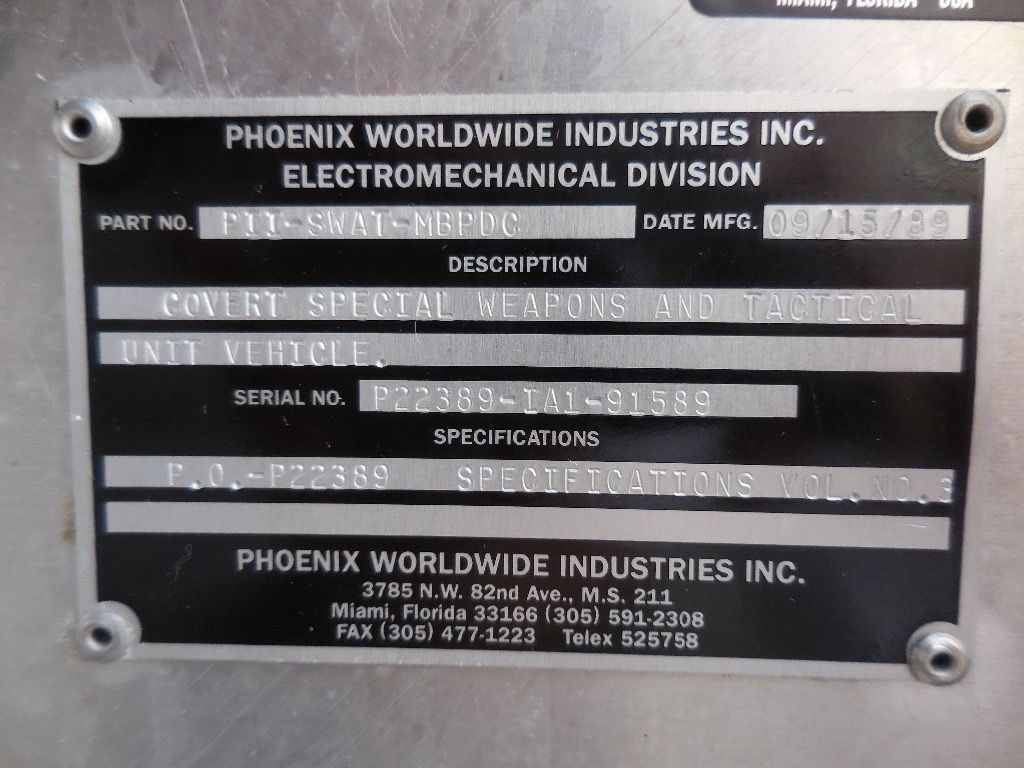 MIAMI, FLORIDA USA
PHOENIX WORLDWIDE INDUSTRIES INC.
ELECTROMECHANICAL DIVISION
PART NO. PII-SWAT-MBPDC DATE MFG. 09/15/89
DESCRIPTION
COVERT SPECIAL WEAPONS AND TACTICAL
UNIT VEHICLE.
SERIAL NO. P22389-IA1-91589
SPECIFICATIONS
P.O.-P22389 SPECIFICATIONS VOL.NO.3
PHOENIX WORLDWIDE INDUSTRIES INC.
3785 N.W. 82nd Ave., M.S. 211
Miami, Florida 33166 (305) 591-2308
FAX (305) 477-1223 Telex 525758